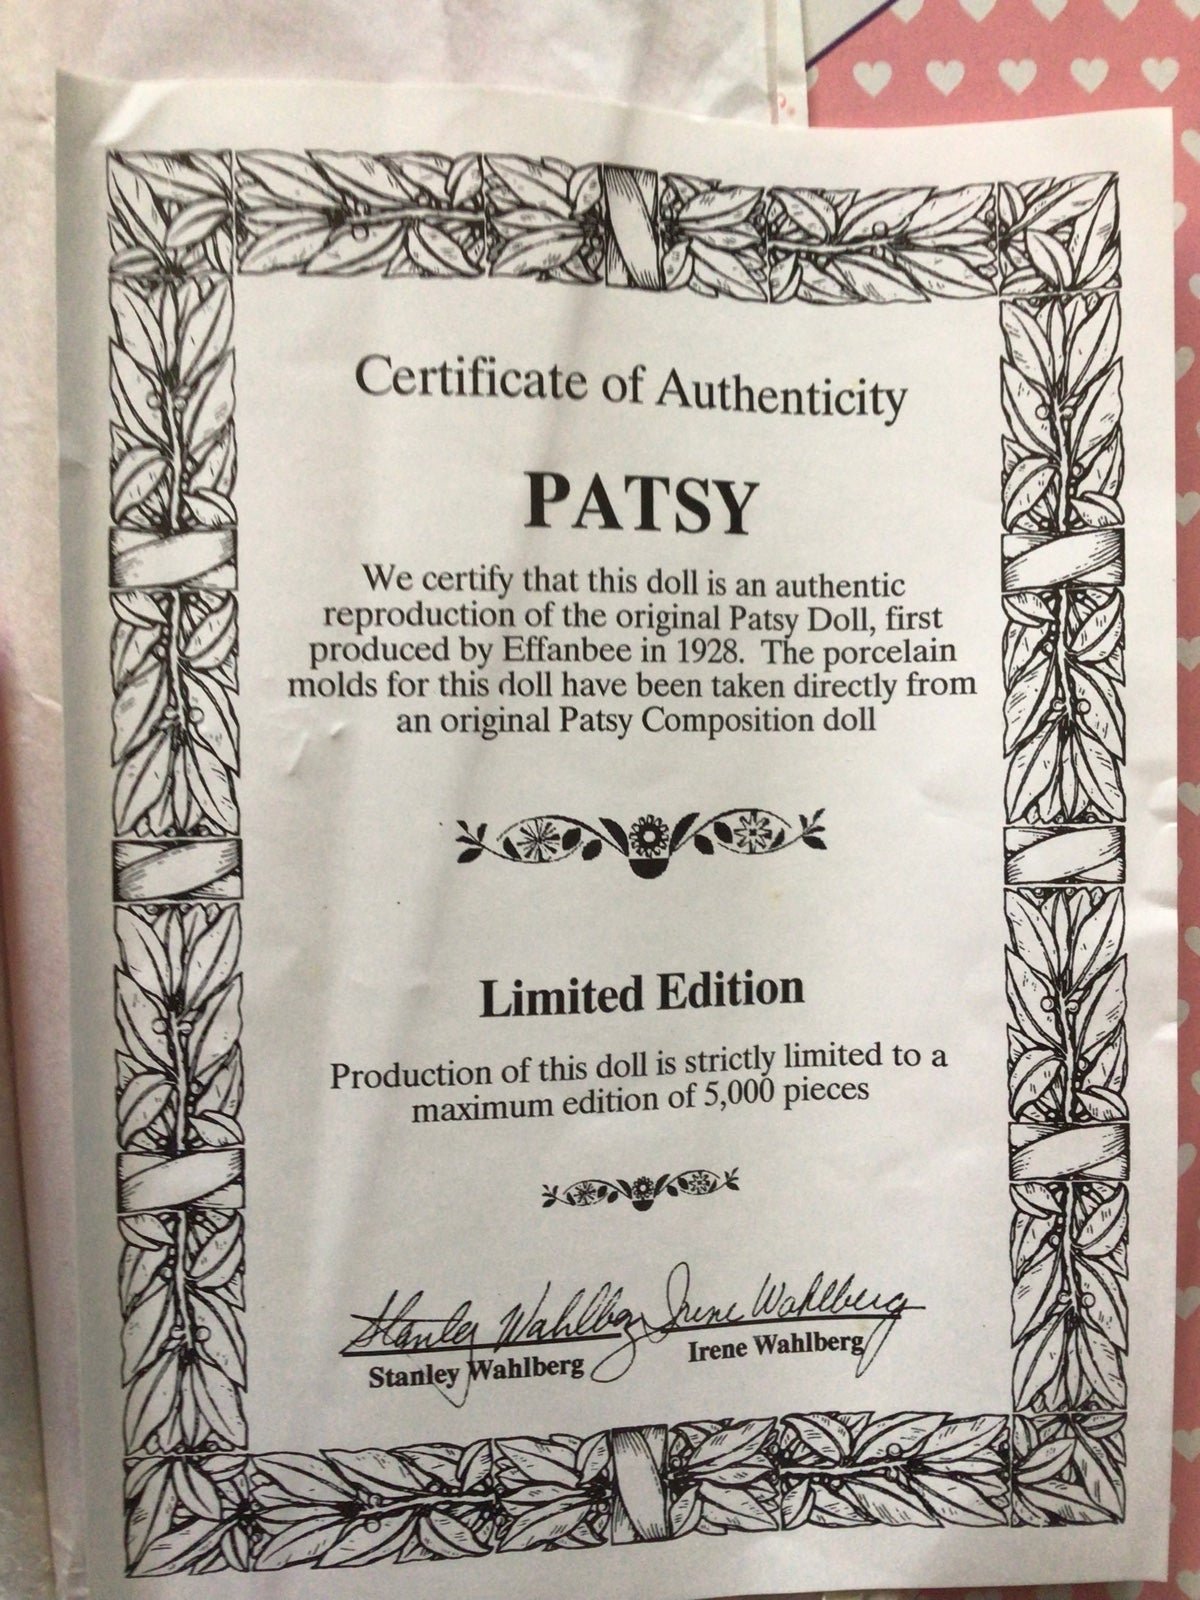 Certificate of Authenticity
PATSY
We certify that this doll is an authentic
reproduction of the original Patsy Doll, first
produced by Effanbee in 1928. The porcelain
molds for this doll have been taken directly from
an original Patsy Composition doll
Limited Edition
Production of this doll is strictly limited to a
maximum edition of 5,000 pieces
Stanley Wahlberg Irene Wahlberg
Stanley Wahlberg Irene Wahlberg